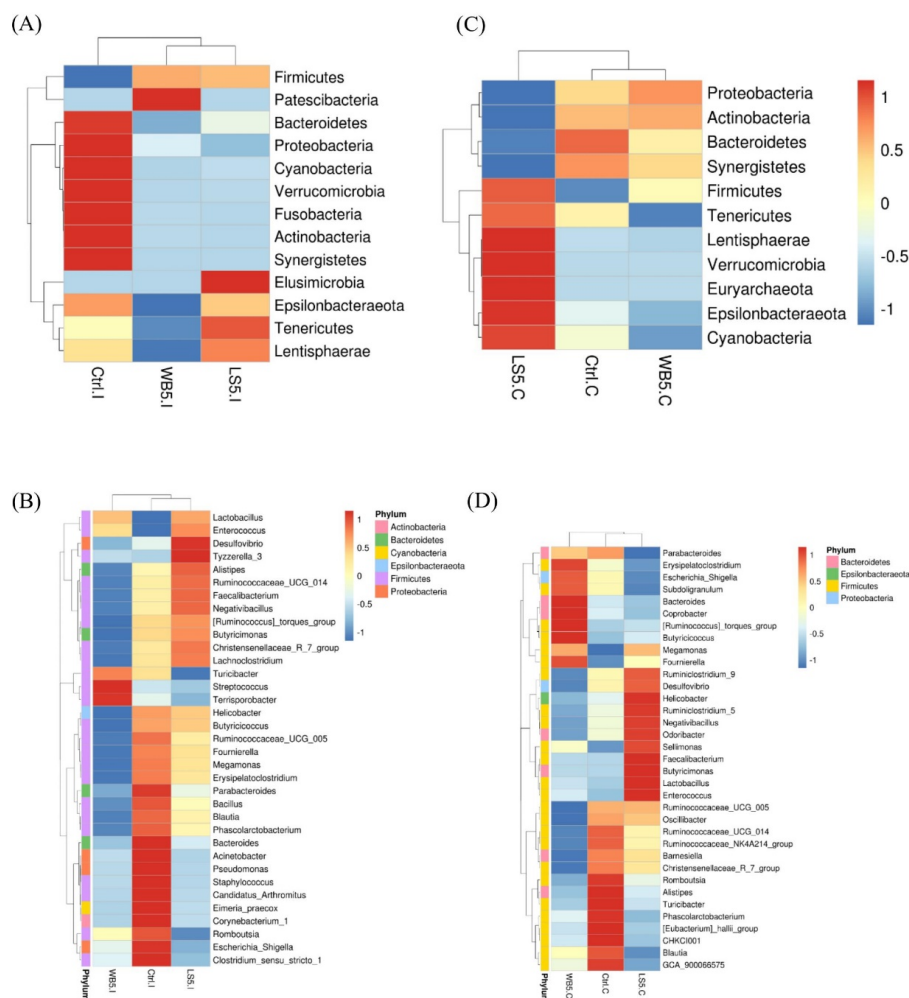 (A)
Firmicutes
Patescibacteria
Bacteroidetes
Proteobacteria
Cyanobacteria
Verrucomicrobia
Fusobacteria
Actinobacteria
Synergistetes
Elusimicrobia
Epsilonbacteraeota
Tenericutes
Lentisphaerae
Ctrl.I
WB5.I
LS5.I
(C)
Proteobacteria
Actinobacteria
Bacteroidetes
Synergistetes
Firmicutes
Tenericutes
Lentisphaerae
Verrucomicrobia
Euryarchaeota
Epsilonbacteraeota
Cyanobacteria
LS5.C
Ctrl.C
WB5.C
1
0.5
0
-0.5
-1
(B)
Lactobacillus
Enterococcus
Desulfovibrio
Tyzzerella_3
Alistipes
Ruminococcaceae_UCG_014
Faecalibacterium
Negativibacillus
[Ruminococcus]_torques_group
Butyricimonas
Christensenellaceae_R_7_group
Lachnoclostridium
Turicibacter
Streptococcus
Terrisporobacter
Helicobacter
Butyricicoccus
Ruminococcaceae_UCG_005
Fournierella
Megamonas
Erysipelatoclostridium
Parabacteroides
Bacillus
Blautia
Phascolarctobacterium
Bacteroides
Acinetobacter
Pseudomonas
Staphylococcus
Candidatus_Arthromitus
Eimeria_praecox
Corynebacterium_1
Romboutsia
Escherichia_Shigella
Clostridium_sensu_stricto_1
Phylum
WB5.I
Ctrl.I
LS5.I
1
0.5
0
-0.5
-1
Phylum
Actinobacteria
Bacteroidetes
Cyanobacteria
Epsilonbacteraeota
Firmicutes
Proteobacteria
(D)
Parabacteroides
Erysipelatoclostridium
Escherichia_Shigella
Subdoligranulum
Bacteroides
Coprobacter
[Ruminococcus]_torques_group
Butyricicoccus
Megamonas
Fournierella
Ruminiclostridium_9
Desulfovibrio
Helicobacter
Ruminiclostridium_5
Negativibacillus
Odoribacter
Sellimonas
Faecalibacterium
Butyricimonas
Lactobacillus
Enterococcus
Ruminococcaceae_UCG_005
Oscillibacter
Ruminococcaceae_UCG_014
Ruminococcaceae_NK4A214_group
Barnesiella
Christensenellaceae_R_7_group
Romboutsia
Alistipes
Turicibacter
Phascolarctobacterium
[Eubacterium]_hallii_group
CHKCI001
Blautia
GCA_900066575
Phylum
WB5.C
Ctrl.C
LS5.C
1
0.5
0
-0.5
-1
Phylum
Bacteroidetes
Epsilonbacteraeota
Firmicutes
Proteobacteria